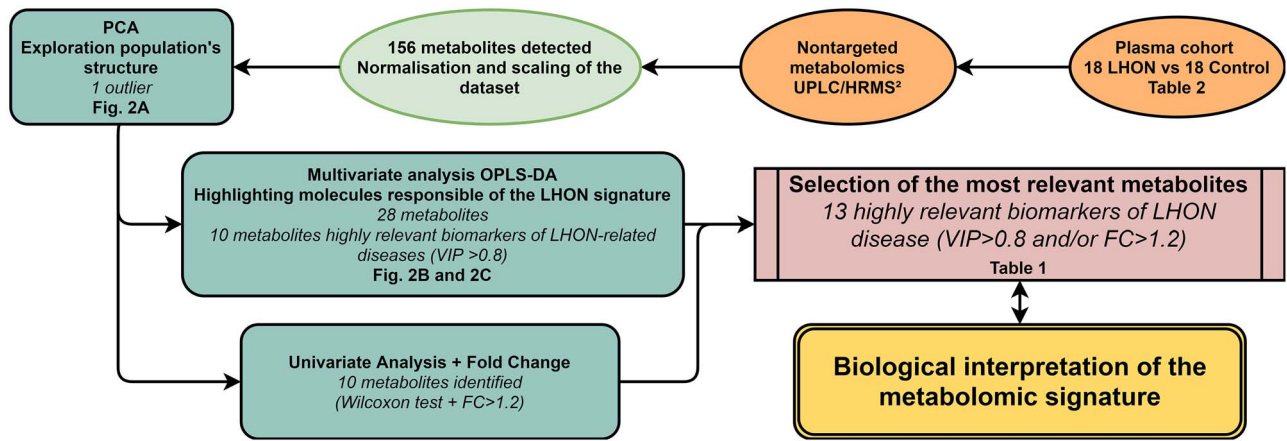 PCA
Exploration population's
structure
1 outlier
Fig. 2A
156 metabolites detected
Normalisation and scaling of the
dataset
Nontargeted
metabolomics
UPLC/HRMS²
Plasma cohort
18 LHON vs 18 Control
Table 2
Multivariate analysis OPLS-DA
Highlighting molecules responsible of the LHON signature
28 metabolites
10 metabolites highly relevant biomarkers of LHON-related
diseases (VIP >0.8)
Fig. 2B and 2C
Selection of the most relevant metabolites
13 highly relevant biomarkers of LHON
disease (VIP>0.8 and/or FC>1.2)
Table 1
Univariate Analysis + Fold Change
10 metabolites identified
(Wilcoxon test + FC>1.2)
Biological interpretation of the
metabolomic signature